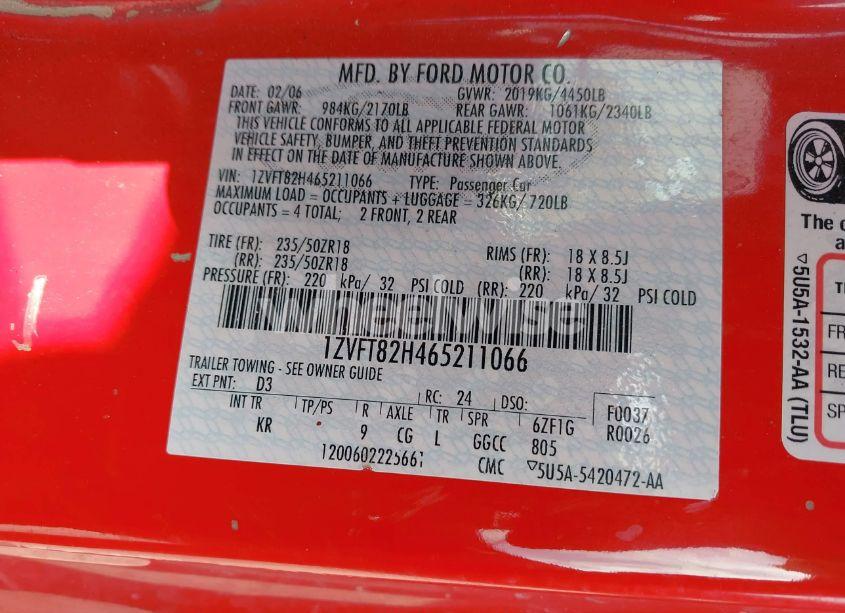 MFD. BY FORD MOTOR CO.
DATE: 02/06 GVWR: 2019KG/4450LB
FRONT GAWR: 984KG/2170LB REAR GAWR: 1061KG/2340LB
THIS VEHICLE CONFORMS TO ALL APPLICABLE FEDERAL MOTOR
VEHICLE SAFETY, BUMPER, AND THEFT PREVENTION STANDARDS
IN EFFECT ON THE DATE OF MANUFACTURE SHOWN ABOVE.
VIN: 1ZVFT82H465211066 TYPE: Passenger Car
MAXIMUM LOAD = OCCUPANTS + LUGGAGE = 326KG/720LB
OCCUPANTS = 4 TOTAL; 2 FRONT, 2 REAR
TIRE (FR): 235/50ZR18 RIMS (FR): 18 X 8.5J
(RR): 235/50ZR18 (RR): 18 X 8.5J
PRESSURE (FR): 220 kPa/ 32 PSI COLD (RR): 220 kPa/ 32 PSI COLD
wheelwise
1ZVFT82H465211066
TRAILER TOWING - SEE OWNER GUIDE
EXT PNT: D3 RC: 24 DSO: F0037
INT TR TP/PS R AXLE TR SPR 6ZF1G R0026
KR 9 CG L GGCC 805
120060222566 CMC ▽5U5A-5420472-AA
The
a
▽5U5A-1532-AA (TLU)
FR
RE
SP